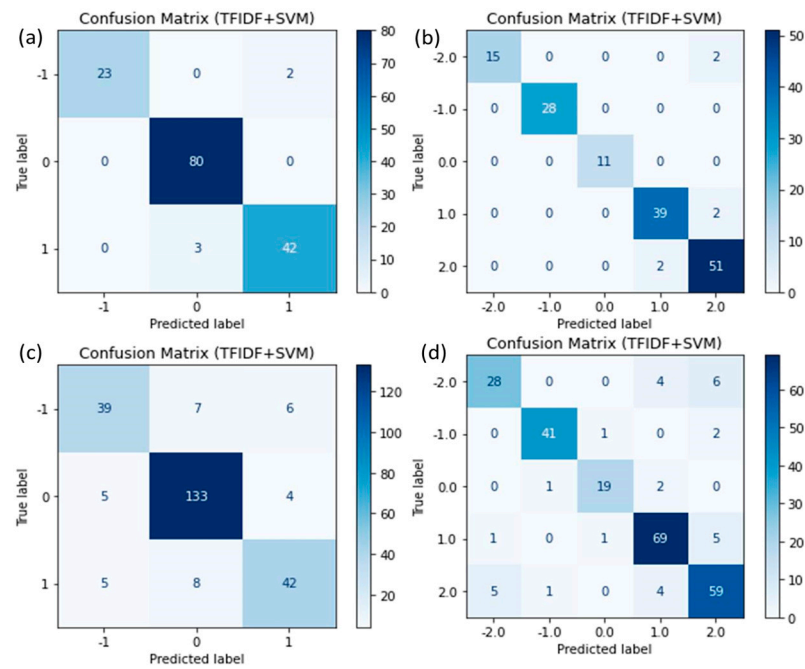 (a)
Confusion Matrix (TFIDF+SVM)
True label
-1 23 0 2
0 0 80 0
1 0 3 42
-1 0 1
Predicted label
80
70
60
50
40
30
20
10
0
(b)
Confusion Matrix (TFIDF+SVM)
True label
-2.0 15 0 0 0 2
-1.0 0 28 0 0 0
0.0 0 0 11 0 0
1.0 0 0 0 39 2
2.0 0 0 0 2 51
-2.0 -1.0 0.0 1.0 2.0
Predicted label
50
40
30
20
10
0
(c)
Confusion Matrix (TFIDF+SVM)
True label
-1 39 7 6
0 5 133 4
1 5 8 42
-1 0 1
Predicted label
120
100
80
60
40
20
(d)
Confusion Matrix (TFIDF+SVM)
True label
-2.0 28 0 0 4 6
-1.0 0 41 1 0 2
0.0 0 1 19 2 0
1.0 1 0 1 69 5
2.0 5 1 0 4 59
-2.0 -1.0 0.0 1.0 2.0
Predicted label
60
50
40
30
20
10
0